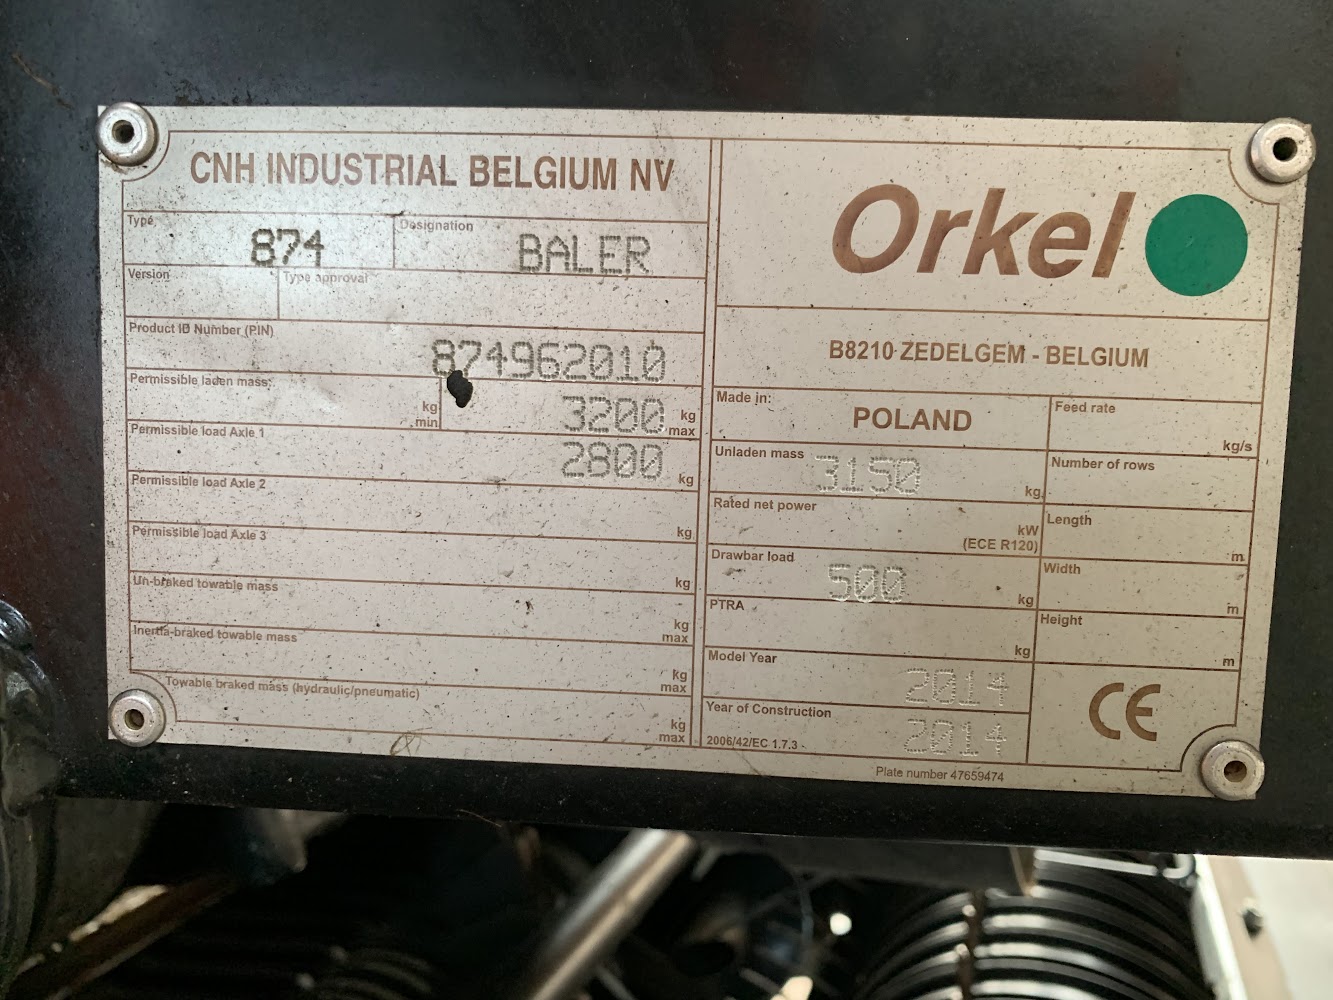 CNH INDUSTRIAL BELGIUM NV
Type
874
Designation
BALER
Version
Type approval
Product ID Number (PIN)
874962010
Permissible laden mass:
kg
min
3200
kg
max
Permissible load Axle 1
2800
kg
Permissible load Axle 2
kg
Permissible load Axle 3
kg
Un-braked towable mass
kg
max
Inertia-braked towable mass
kg
max
Towable braked mass (hydraulic/pneumatic)
kg
max
Orkel
B8210 ZEDELGEM - BELGIUM
Made in:
POLAND
Feed rate
kg/s
Unladen mass
3150
kg
Number of rows
Rated net power
kW
(ECE R120)
Length
m
Drawbar load
500
kg
Width
m
PTRA
kg
Height
m
Model Year
2014
Year of Construction
2014
2006/42/EC 1.7.3
CE
Plate number 47659474